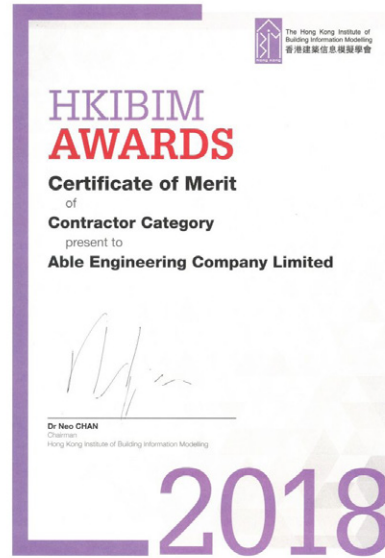 The Hong Kong Institute of
Building Information Modelling
香港建築信息模擬學會
HKIBIM
AWARDS
Certificate of Merit
of
Contractor Category
present to
Able Engineering Company Limited
Dr Neo CHAN
Chairman
Hong Kong Institute of Building Information Modelling
2018